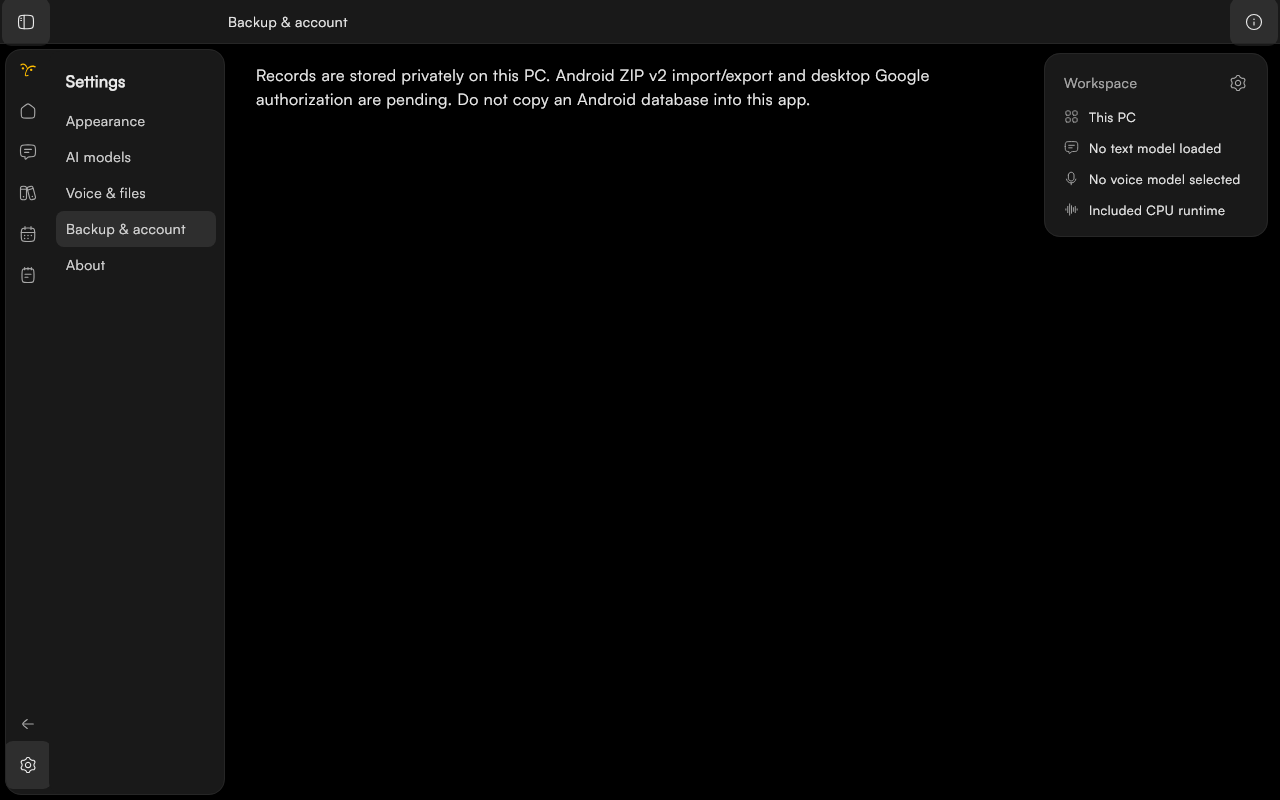 Backup & account
Settings
Appearance
AI models
Voice & files
Backup & account
About
Records are stored privately on this PC. Android ZIP v2 import/export and desktop Google
authorization are pending. Do not copy an Android database into this app.
Workspace
This PC
No text model loaded
No voice model selected
Included CPU runtime